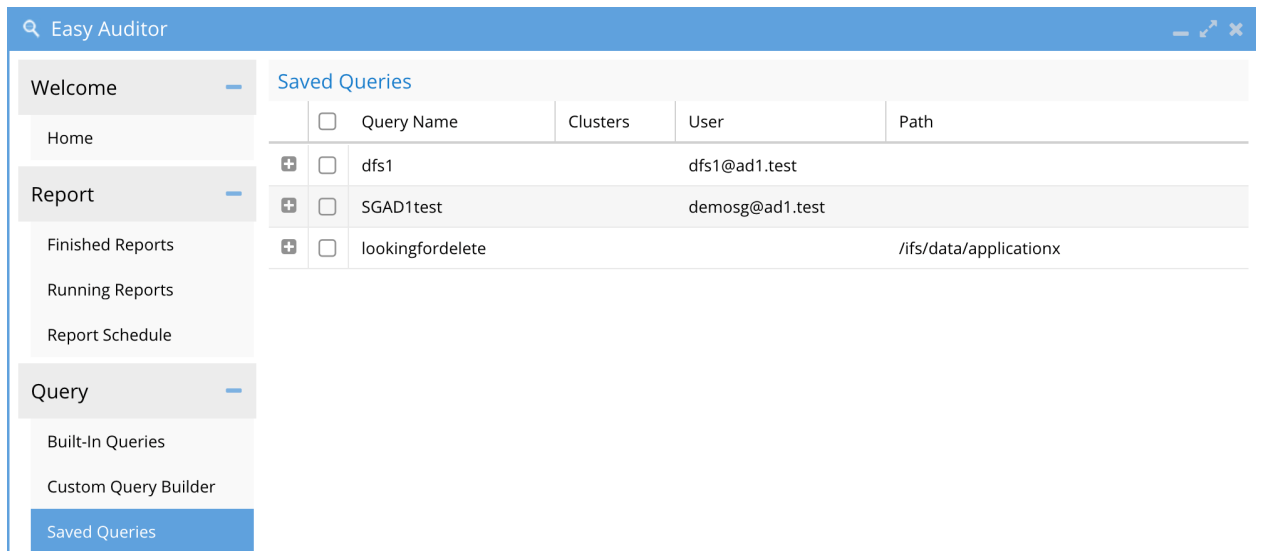 Easy Auditor
Welcome
Home
Report
Finished Reports
Running Reports
Report Schedule
Query
Built-In Queries
Custom Query Builder
Saved Queries
Saved Queries
Query Name Clusters User Path
dfs1 dfs1@ad1.test
SGAD1test demosg@ad1.test
lookingfordelete /ifs/data/applicationx